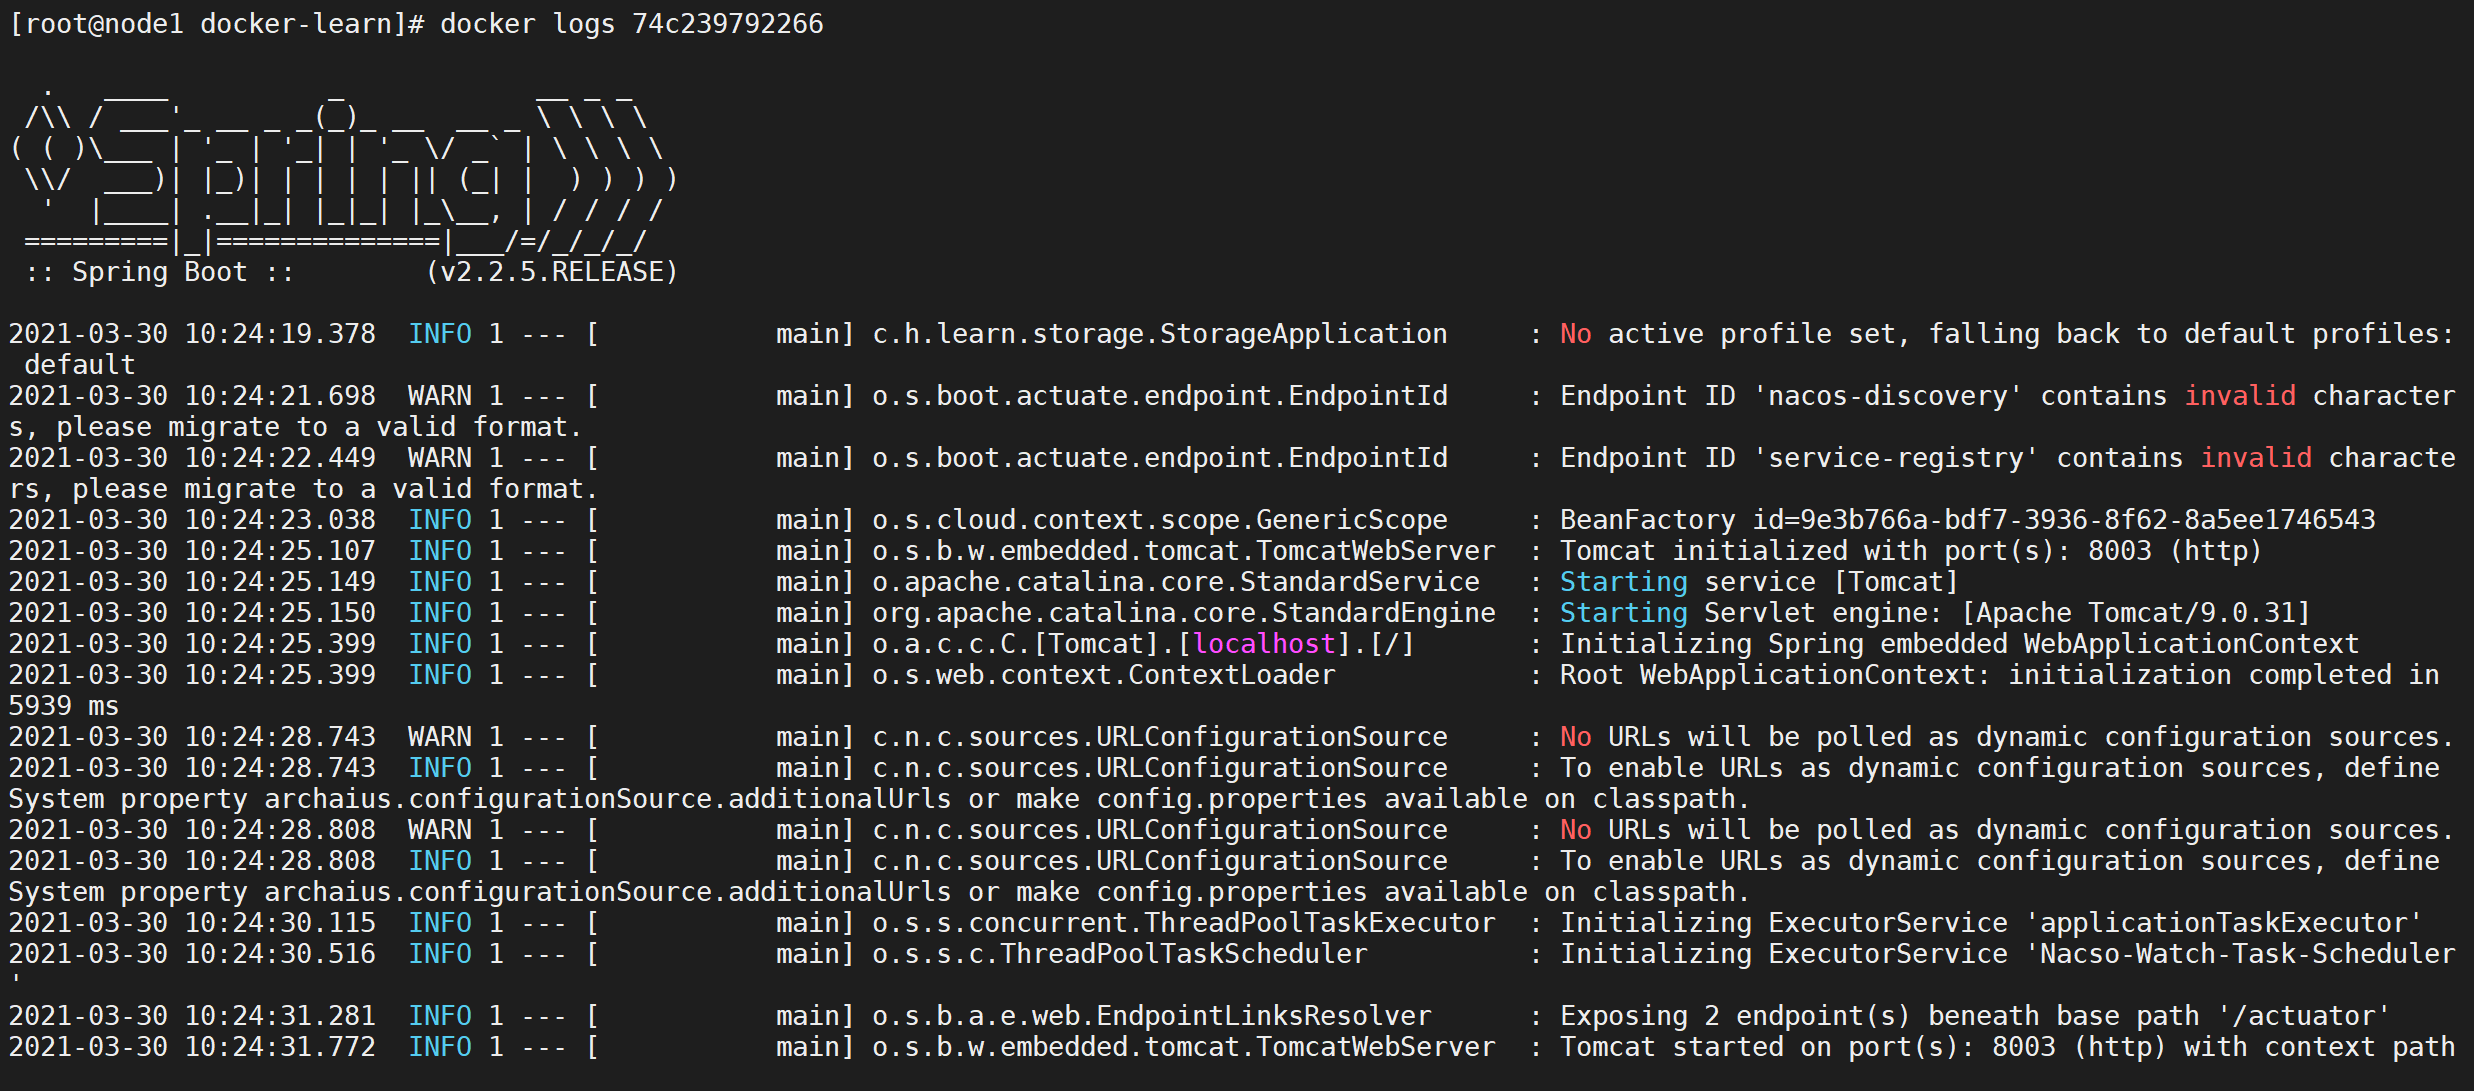 [root@node1 docker-learn]# docker logs 74c239792266

  .   ____          _            __ _ _
 /\\ / ___'_ __ _ _(_)_ __  __ _ \ \ \ \
( ( )\___ | '_ | '_| | '_ \/ _` | \ \ \ \
 \\/  ___)| |_)| | | | | || (_| |  ) ) ) )
  '  |____| .__|_| |_|_| |_\__, | / / / /
 =========|_|==============|___/=/_/_/_/
 :: Spring Boot ::        (v2.2.5.RELEASE)

2021-03-30 10:24:19.378  INFO 1 --- [           main] c.h.learn.storage.StorageApplication     : No active profile set, falling back to default profiles:
 default
2021-03-30 10:24:21.698  WARN 1 --- [           main] o.s.boot.actuate.endpoint.EndpointId     : Endpoint ID 'nacos-discovery' contains invalid character
s, please migrate to a valid format.
2021-03-30 10:24:22.449  WARN 1 --- [           main] o.s.boot.actuate.endpoint.EndpointId     : Endpoint ID 'service-registry' contains invalid characte
rs, please migrate to a valid format.
2021-03-30 10:24:23.038  INFO 1 --- [           main] o.s.cloud.context.scope.GenericScope     : BeanFactory id=9e3b766a-bdf7-3936-8f62-8a5ee1746543
2021-03-30 10:24:25.107  INFO 1 --- [           main] o.s.b.w.embedded.tomcat.TomcatWebServer  : Tomcat initialized with port(s): 8003 (http)
2021-03-30 10:24:25.149  INFO 1 --- [           main] o.apache.catalina.core.StandardService   : Starting service [Tomcat]
2021-03-30 10:24:25.150  INFO 1 --- [           main] org.apache.catalina.core.StandardEngine  : Starting Servlet engine: [Apache Tomcat/9.0.31]
2021-03-30 10:24:25.399  INFO 1 --- [           main] o.a.c.c.C.[Tomcat].[localhost].[/]       : Initializing Spring embedded WebApplicationContext
2021-03-30 10:24:25.399  INFO 1 --- [           main] o.s.web.context.ContextLoader            : Root WebApplicationContext: initialization completed in
5939 ms
2021-03-30 10:24:28.743  WARN 1 --- [           main] c.n.c.sources.URLConfigurationSource     : No URLs will be polled as dynamic configuration sources.
2021-03-30 10:24:28.743  INFO 1 --- [           main] c.n.c.sources.URLConfigurationSource     : To enable URLs as dynamic configuration sources, define
System property archaius.configurationSource.additionalUrls or make config.properties available on classpath.
2021-03-30 10:24:28.808  WARN 1 --- [           main] c.n.c.sources.URLConfigurationSource     : No URLs will be polled as dynamic configuration sources.
2021-03-30 10:24:28.808  INFO 1 --- [           main] c.n.c.sources.URLConfigurationSource     : To enable URLs as dynamic configuration sources, define
System property archaius.configurationSource.additionalUrls or make config.properties available on classpath.
2021-03-30 10:24:30.115  INFO 1 --- [           main] o.s.s.concurrent.ThreadPoolTaskExecutor  : Initializing ExecutorService 'applicationTaskExecutor'
2021-03-30 10:24:30.516  INFO 1 --- [           main] o.s.s.c.ThreadPoolTaskScheduler          : Initializing ExecutorService 'Nacso-Watch-Task-Scheduler
'
2021-03-30 10:24:31.281  INFO 1 --- [           main] o.s.b.a.e.web.EndpointLinksResolver      : Exposing 2 endpoint(s) beneath base path '/actuator'
2021-03-30 10:24:31.772  INFO 1 --- [           main] o.s.b.w.embedded.tomcat.TomcatWebServer  : Tomcat started on port(s): 8003 (http) with context path